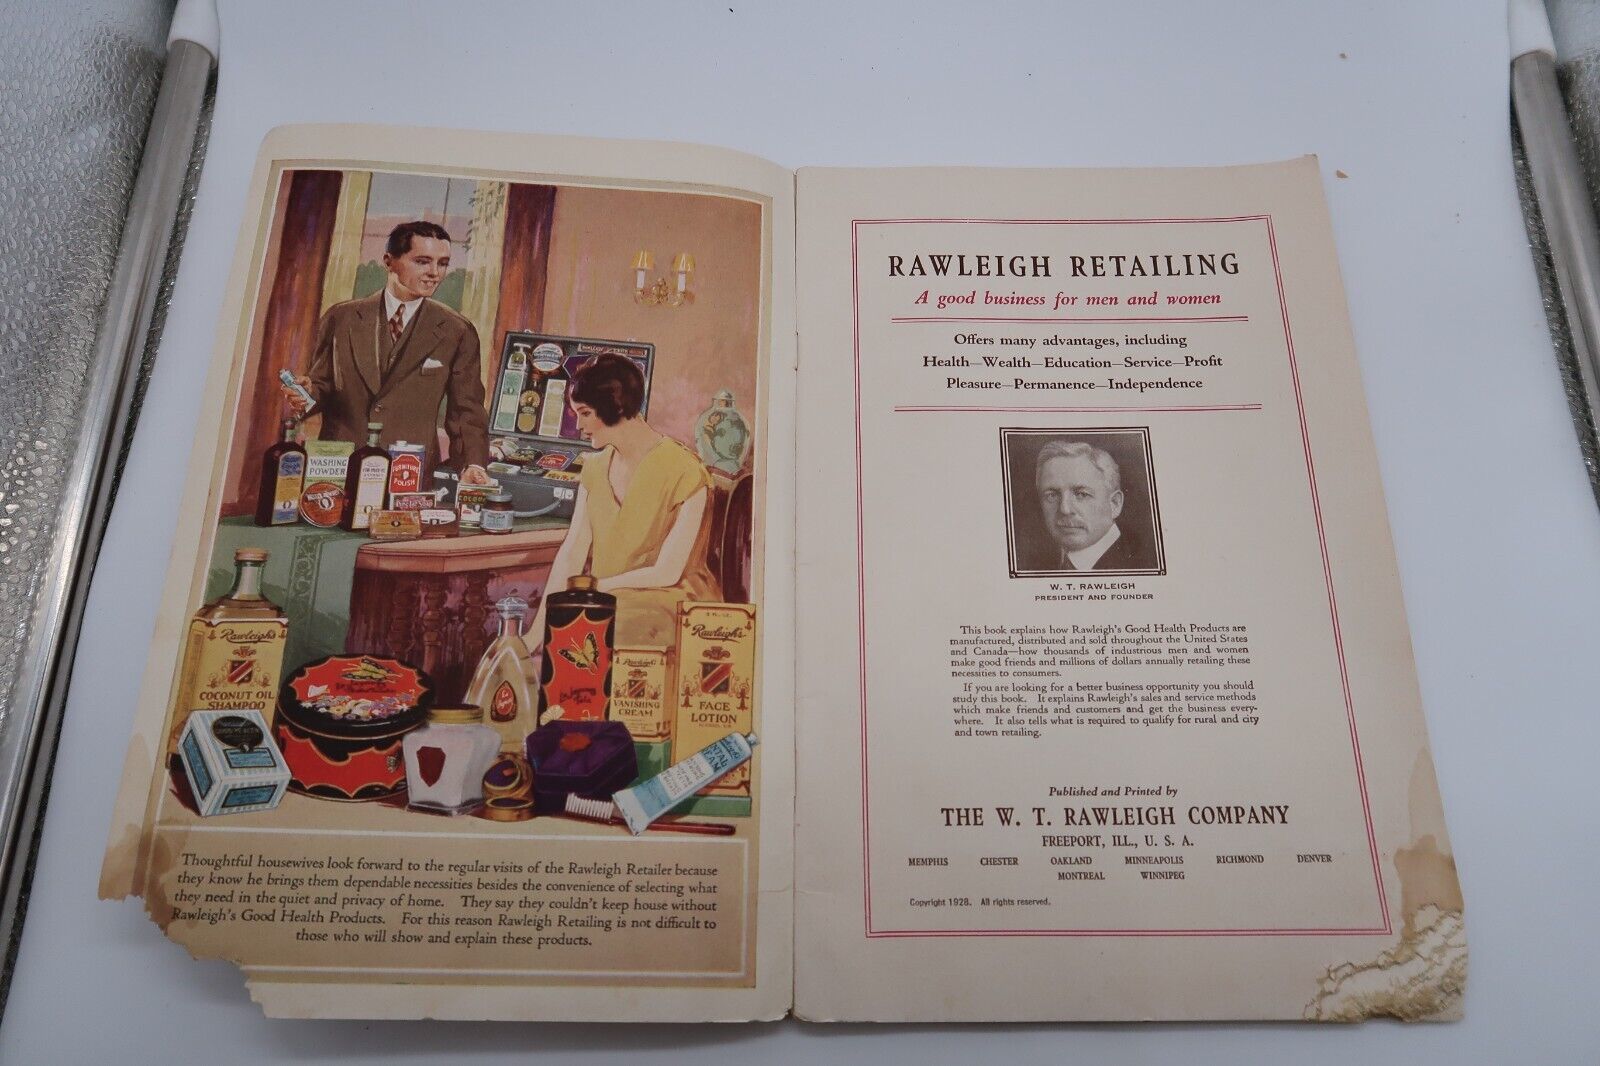 WASHING
POWDER
FURNITURE
POLISH
Rawleigh's
COCONUT OIL
SHAMPOO
VANISHING
CREAM
Rawleigh's
FACE
LOTION
Thoughtful housewives look forward to the regular visits of the Rawleigh Retailer because
they know he brings them dependable necessities besides the convenience of selecting what
they need in the quiet and privacy of home. They say they couldn't keep house without
Rawleigh's Good Health Products. For this reason Rawleigh Retailing is not difficult to
those who will show and explain these products.
RAWLEIGH RETAILING
A good business for men and women
Offers many advantages, including
Health—Wealth—Education—Service—Profit
Pleasure—Permanence—Independence
W. T. RAWLEIGH
PRESIDENT AND FOUNDER
This book explains how Rawleigh's Good Health Products are
manufactured, distributed and sold throughout the United States
and Canada—how thousands of industrious men and women
make good friends and millions of dollars annually retailing these
necessities to consumers.
If you are looking for a better business opportunity you should
study this book. It explains Rawleigh's sales and service methods
which make friends and customers and get the business every-
where. It also tells what is required to qualify for rural and city
and town retailing.
Published and Printed by
THE W. T. RAWLEIGH COMPANY
FREEPORT, ILL., U. S. A.
MEMPHIS CHESTER OAKLAND MINNEAPOLIS RICHMOND DENVER
MONTREAL WINNIPEG
Copyright 1928. All rights reserved.